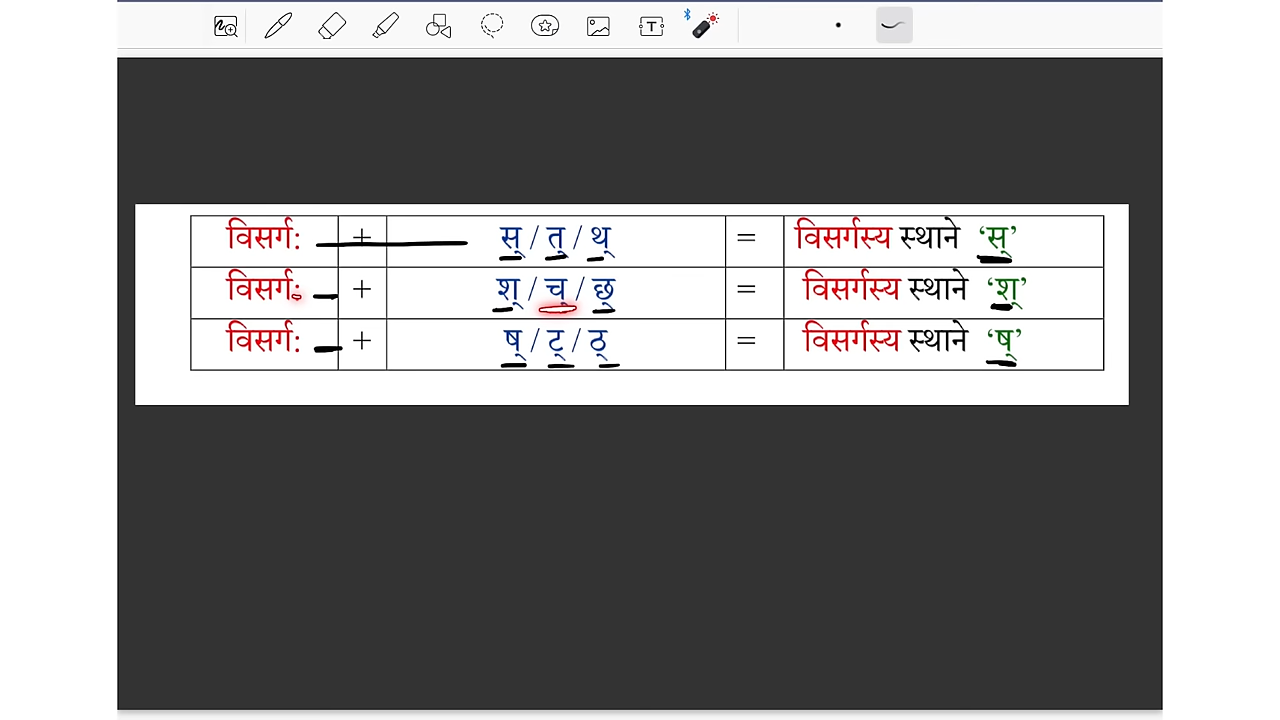 विसर्ग: + स् / त् / थ् = विसर्गस्य स्थाने ‘स्’
विसर्ग: + श् / च् / छ् = विसर्गस्य स्थाने ‘श्’
विसर्ग: + ष् / ट् / ठ् = विसर्गस्य स्थाने ‘ष्’